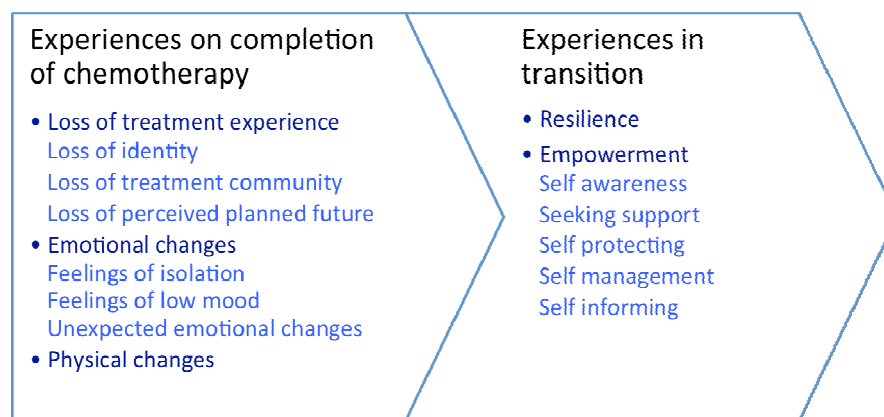 Experiences on completion
of chemotherapy
• Loss of treatment experience
Loss of identity
Loss of treatment community
Loss of perceived planned future
• Emotional changes
Feelings of isolation
Feelings of low mood
Unexpected emotional changes
• Physical changes
Experiences in
transition
• Resilience
• Empowerment
Self awareness
Seeking support
Self protecting
Self management
Self informing